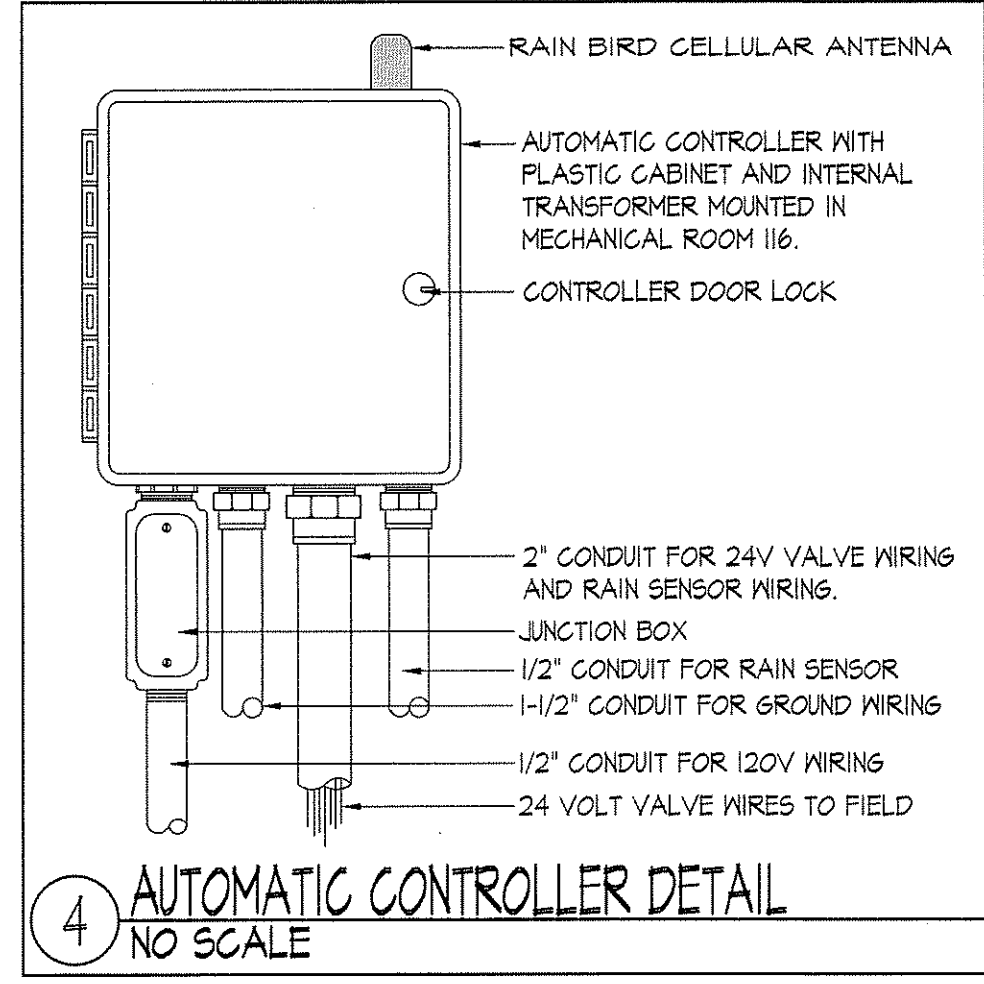 RAIN BIRD CELLULAR ANTENNA
AUTOMATIC CONTROLLER WITH
PLASTIC CABINET AND INTERNAL
TRANSFORMER MOUNTED IN
MECHANICAL ROOM 116.
CONTROLLER DOOR LOCK
2" CONDUIT FOR 24V VALVE WIRING
AND RAIN SENSOR WIRING.
JUNCTION BOX
1/2" CONDUIT FOR RAIN SENSOR
1-1/2" CONDUIT FOR GROUND WIRING
1/2" CONDUIT FOR 120V WIRING
24 VOLT VALVE WIRES TO FIELD
4 AUTOMATIC CONTROLLER DETAIL
NO SCALE